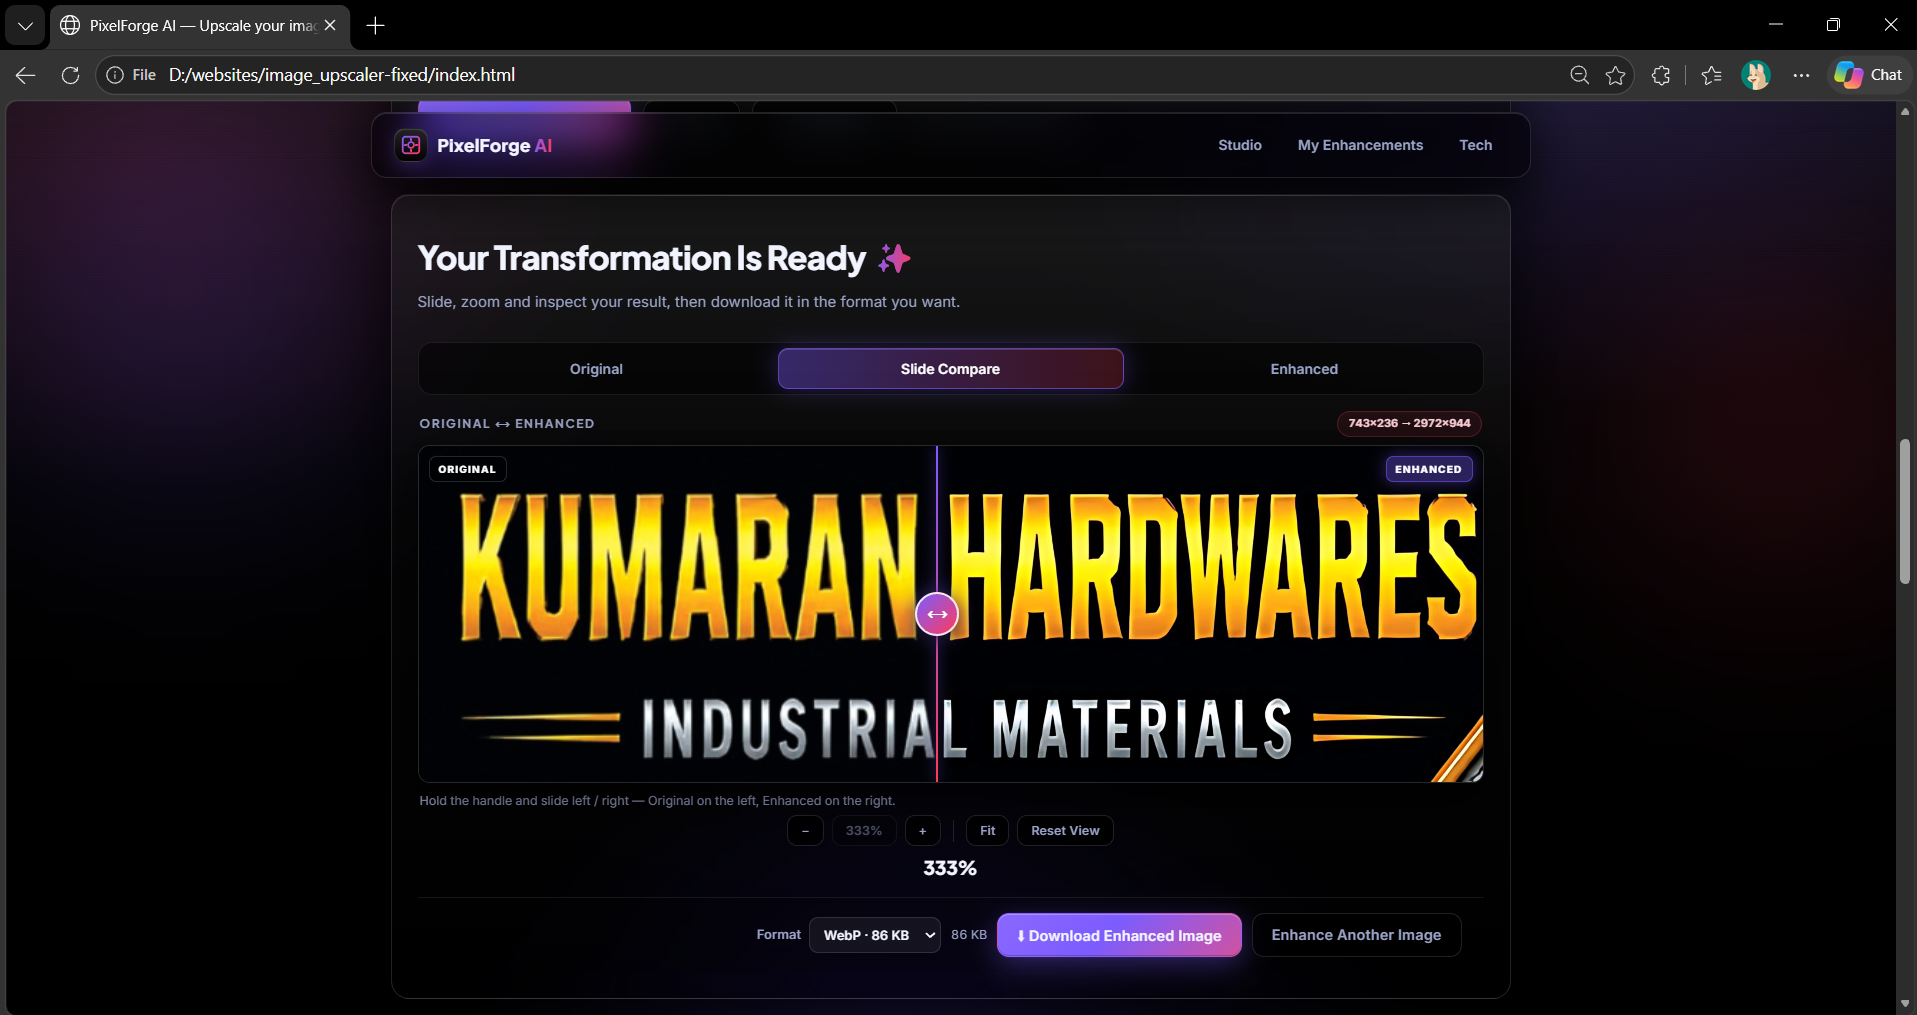 PixelForge AI — Upscale your ima
File D:/websites/image_upscaler-fixed/index.html
Chat
PixelForge AI
Studio My Enhancements Tech
Your Transformation Is Ready ✨
Slide, zoom and inspect your result, then download it in the format you want.
Original Slide Compare Enhanced
ORIGINAL ↔ ENHANCED
743×236 → 2972×944
ORIGINAL ENHANCED
KUMARAN HARDWARES
INDUSTRIAL MATERIALS
Hold the handle and slide left / right — Original on the left, Enhanced on the right.
− 333% + Fit Reset View
333%
Format WebP · 86 KB 86 KB ⬇ Download Enhanced Image Enhance Another Image